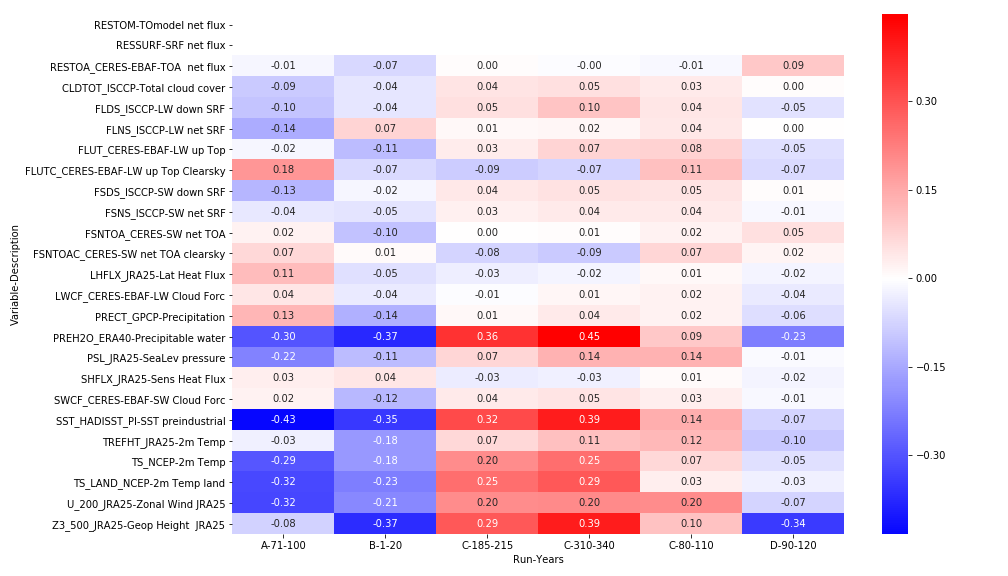 RESTOM-TOmodel net flux
RESSURF-SRF net flux
RESTOA_CERES-EBAF-TOA  net flux -0.01 -0.07 0.00 -0.00 -0.01 0.09
CLDTOT_ISCCP-Total cloud cover -0.09 -0.04 0.04 0.05 0.03 0.00
FLDS_ISCCP-LW down SRF -0.10 -0.04 0.05 0.10 0.04 -0.05
FLNS_ISCCP-LW net SRF -0.14 0.07 0.01 0.02 0.04 0.00
FLUT_CERES-EBAF-LW up Top -0.02 -0.11 0.03 0.07 0.08 -0.05
FLUTC_CERES-EBAF-LW up Top Clearsky 0.18 -0.07 -0.09 -0.07 0.11 -0.07
FSDS_ISCCP-SW down SRF -0.13 -0.02 0.04 0.05 0.05 0.01
FSNS_ISCCP-SW net SRF -0.04 -0.05 0.03 0.04 0.04 -0.01
FSNTOA_CERES-SW net TOA 0.02 -0.10 0.00 0.01 0.02 0.05
FSNTOAC_CERES-SW net TOA clearsky 0.07 0.01 -0.08 -0.09 0.07 0.02
LHFLX_JRA25-Lat Heat Flux 0.11 -0.05 -0.03 -0.02 0.01 -0.02
LWCF_CERES-EBAF-LW Cloud Forc 0.04 -0.04 -0.01 0.01 0.02 -0.04
PRECT_GPCP-Precipitation 0.13 -0.14 0.01 0.04 0.02 -0.06
PREH2O_ERA40-Precipitable water -0.30 -0.37 0.36 0.45 0.09 -0.23
PSL_JRA25-SeaLev pressure -0.22 -0.11 0.07 0.14 0.14 -0.01
SHFLX_JRA25-Sens Heat Flux 0.03 0.04 -0.03 -0.03 0.01 -0.02
SWCF_CERES-EBAF-SW Cloud Forc 0.02 -0.12 0.04 0.05 0.03 -0.01
SST_HADISST_PI-SST preindustrial -0.43 -0.35 0.32 0.39 0.14 -0.07
TREFHT_JRA25-2m Temp -0.03 -0.18 0.07 0.11 0.12 -0.10
TS_NCEP-2m Temp -0.29 -0.18 0.20 0.25 0.07 -0.05
TS_LAND_NCEP-2m Temp land -0.32 -0.23 0.25 0.29 0.03 -0.03
U_200_JRA25-Zonal Wind JRA25 -0.32 -0.21 0.20 0.20 0.20 -0.07
Z3_500_JRA25-Geop Height  JRA25 -0.08 -0.37 0.29 0.39 0.10 -0.34
A-71-100 B-1-20 C-185-215 C-310-340 C-80-110 D-90-120
Run-Years
Variable-Description
0.30
0.15
0.00
−0.15
−0.30